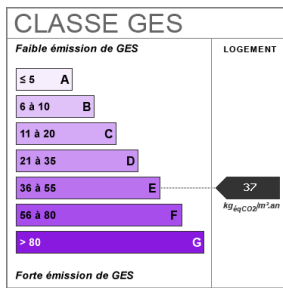 CLASSE GES
Faible émission de GES
LOGEMENT
≤ 5 A
6 à 10 B
11 à 20 C
21 à 35 D
36 à 55 E
37
kgéqCO2/m².an
56 à 80 F
> 80 G
Forte émission de GES